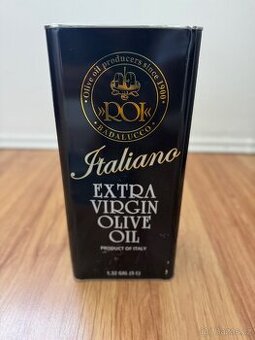 Olive oil producers since 1900
»ROI«
BADALUCCO
Italiano
EXTRA
VIRGIN
OLIVE
OIL
PRODUCT OF ITALY
1.32 GAL (5 L)